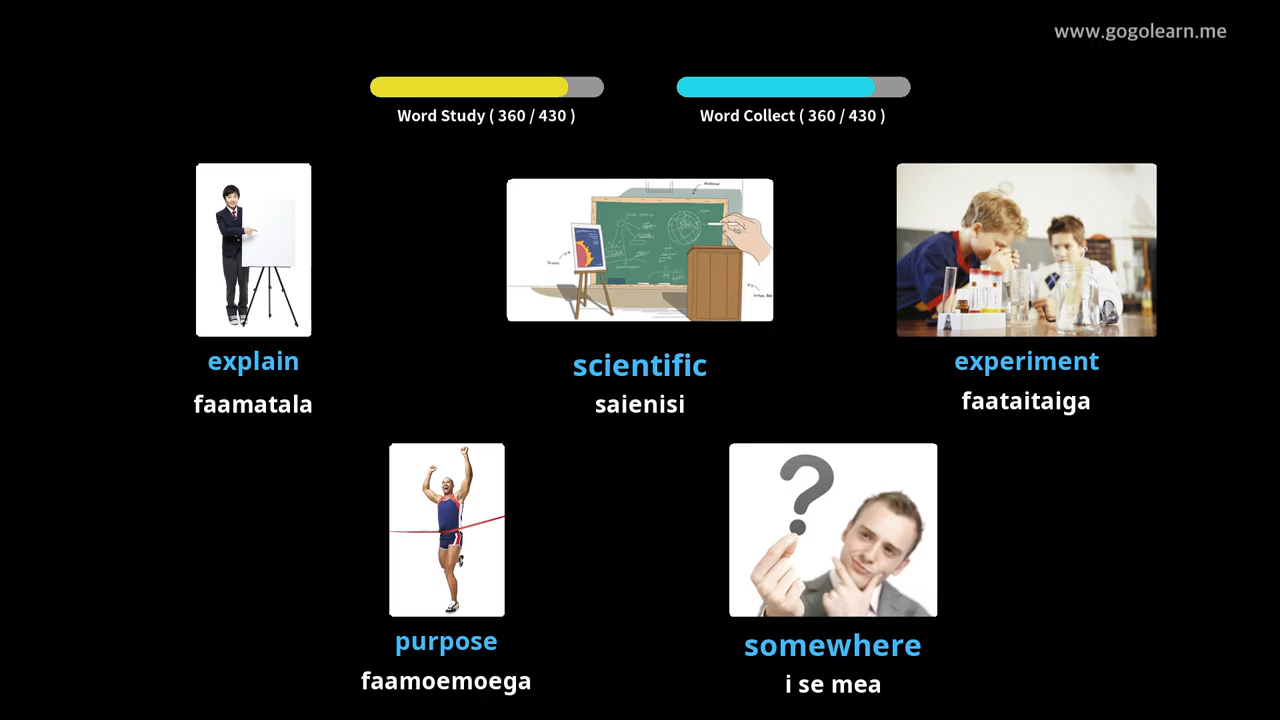 www.gogolearn.me
Word Study ( 360 / 430 )
Word Collect ( 360 / 430 )
explain
scientific
experiment
faamatala
saienisi
faataitaiga
purpose
somewhere
faamoemoega
i se mea